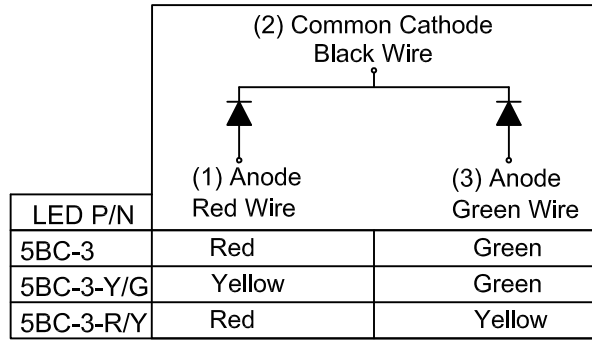 (2) Common Cathode
Black Wire
(1) Anode
Red Wire
(3) Anode
Green Wire
LED P/N
5BC-3 Red Green
5BC-3-Y/G Yellow Green
5BC-3-R/Y Red Yellow